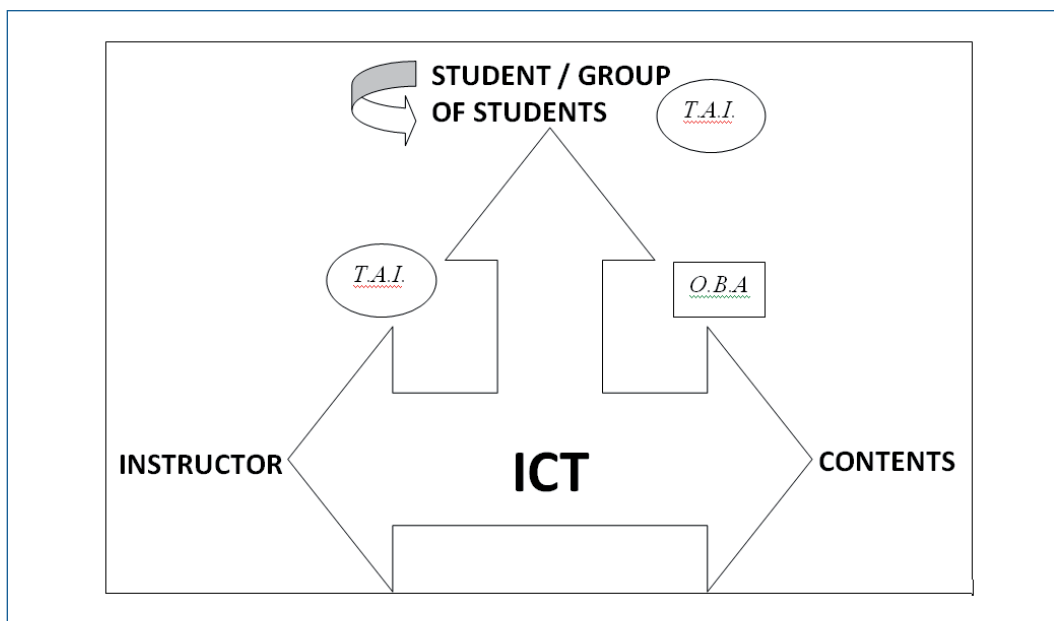 STUDENT / GROUP
OF STUDENTS
T.A.I.
T.A.I.
O.B.A
INSTRUCTOR
ICT
CONTENTS